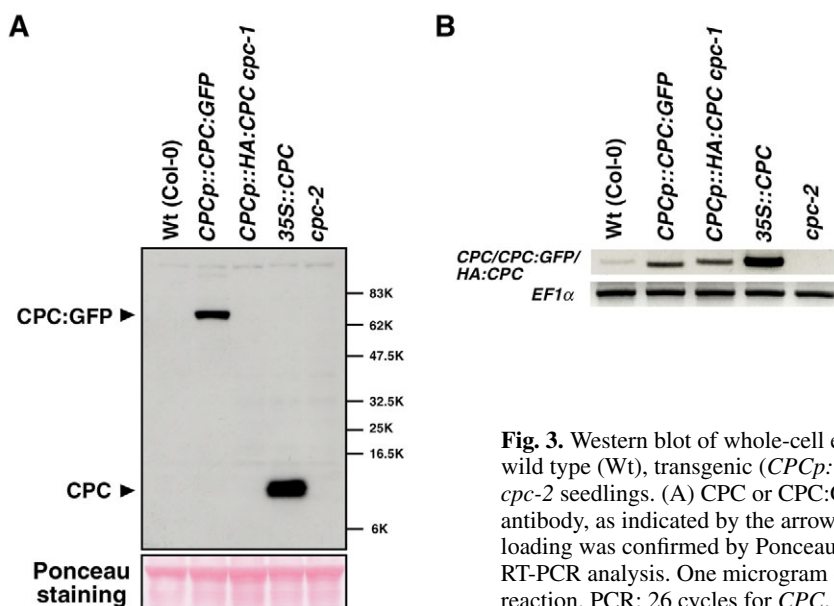 A
B
Wt (Col-0)
CPCp::CPC:GFP
CPCp::HA:CPC cpc-1
35S::CPC
cpc-2
Wt (Col-0)
CPCp::CPC:GFP
CPCp::HA:CPC cpc-1
35S::CPC
cpc-2
CPC/CPC:GFP/
HA:CPC
EF1α
CPC:GFP
CPC
83K
62K
47.5K
32.5K
25K
16.5K
6K
Ponceau
staining
Fig. 3. Western blot of whole-cell e
wild type (Wt), transgenic (CPCp:
cpc-2 seedlings. (A) CPC or CPC:G
antibody, as indicated by the arrow
loading was confirmed by Ponceau
RT-PCR analysis. One microgram
reaction. PCR: 26 cycles for CPC.